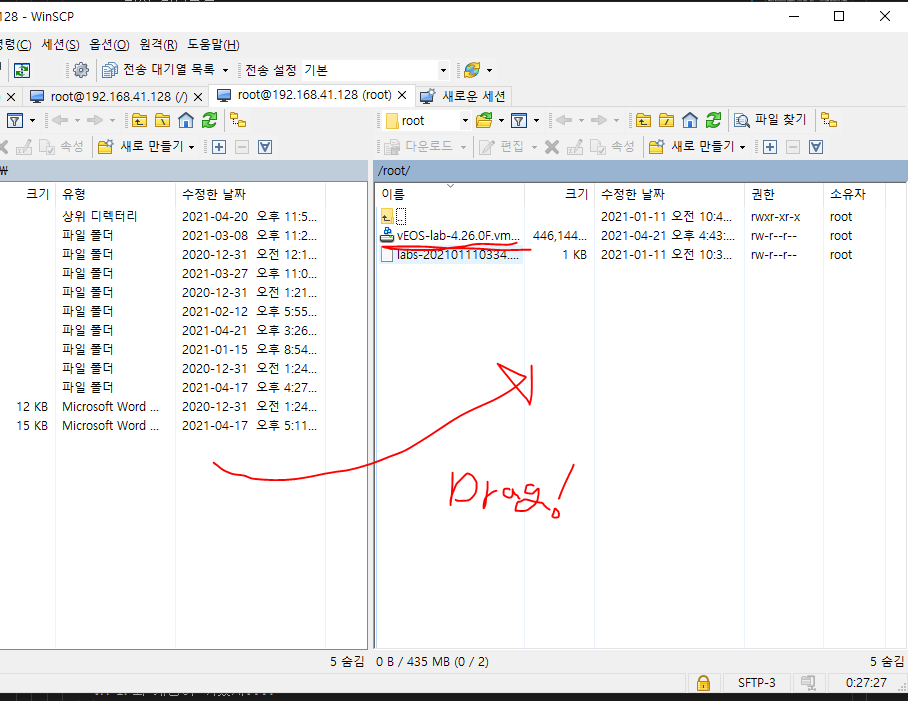 128 - WinSCP
명령(C) 세션(S) 옵션(O) 원격(R) 도움말(H)
전송 대기열 목록 전송 설정 기본
root@192.168.41.128 (/) root@192.168.41.128 (root) 새로운 세션
root 파일 찾기
속성 새로 만들기 다운로드 편집 속성 새로 만들기
\ /root/
크기 유형 수정한 날짜 이름 크기 수정한 날짜 권한 소유자
상위 디렉터리 2021-04-20 오후 11:5... .. 2021-01-11 오전 10:4... rwxr-xr-x root
파일 폴더 2021-03-08 오후 11:2... vEOS-lab-4.26.0F.vm... 446,144... 2021-04-21 오후 4:43:... rw-r--r-- root
파일 폴더 2020-12-31 오전 12:1... labs-202101110334.... 1 KB 2021-01-11 오전 10:3... rw-r--r-- root
파일 폴더 2021-03-27 오후 11:0...
파일 폴더 2020-12-31 오전 1:21...
파일 폴더 2021-02-12 오후 5:55...
파일 폴더 2021-04-21 오후 3:26...
파일 폴더 2021-01-15 오후 8:54...
파일 폴더 2020-12-31 오전 1:24...
파일 폴더 2021-04-17 오후 4:27...
12 KB Microsoft Word ... 2020-12-31 오전 1:24...
15 KB Microsoft Word ... 2021-04-17 오후 5:11...
Drag!
5 숨김 0 B / 435 MB (0 / 2) 5 숨김
SFTP-3 0:27:27